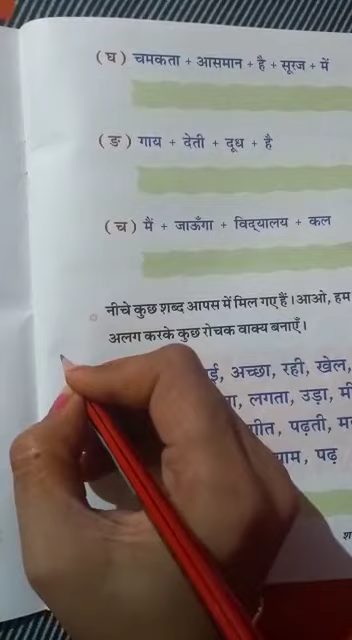 (घ) चमकता + आसमान + है + सूरज + में
(ङ) गाय + देती + दूध + है
(च) मैं + जाऊँगा + विद्यालय + कल
नीचे कुछ शब्द आपस में मिल गए हैं। आओ, हम
अलग करके कुछ रोचक वाक्य बनाएँ।
अच्छा, रही, खेल,
लगता, उड़ा,
पढ़ती,
पढ़